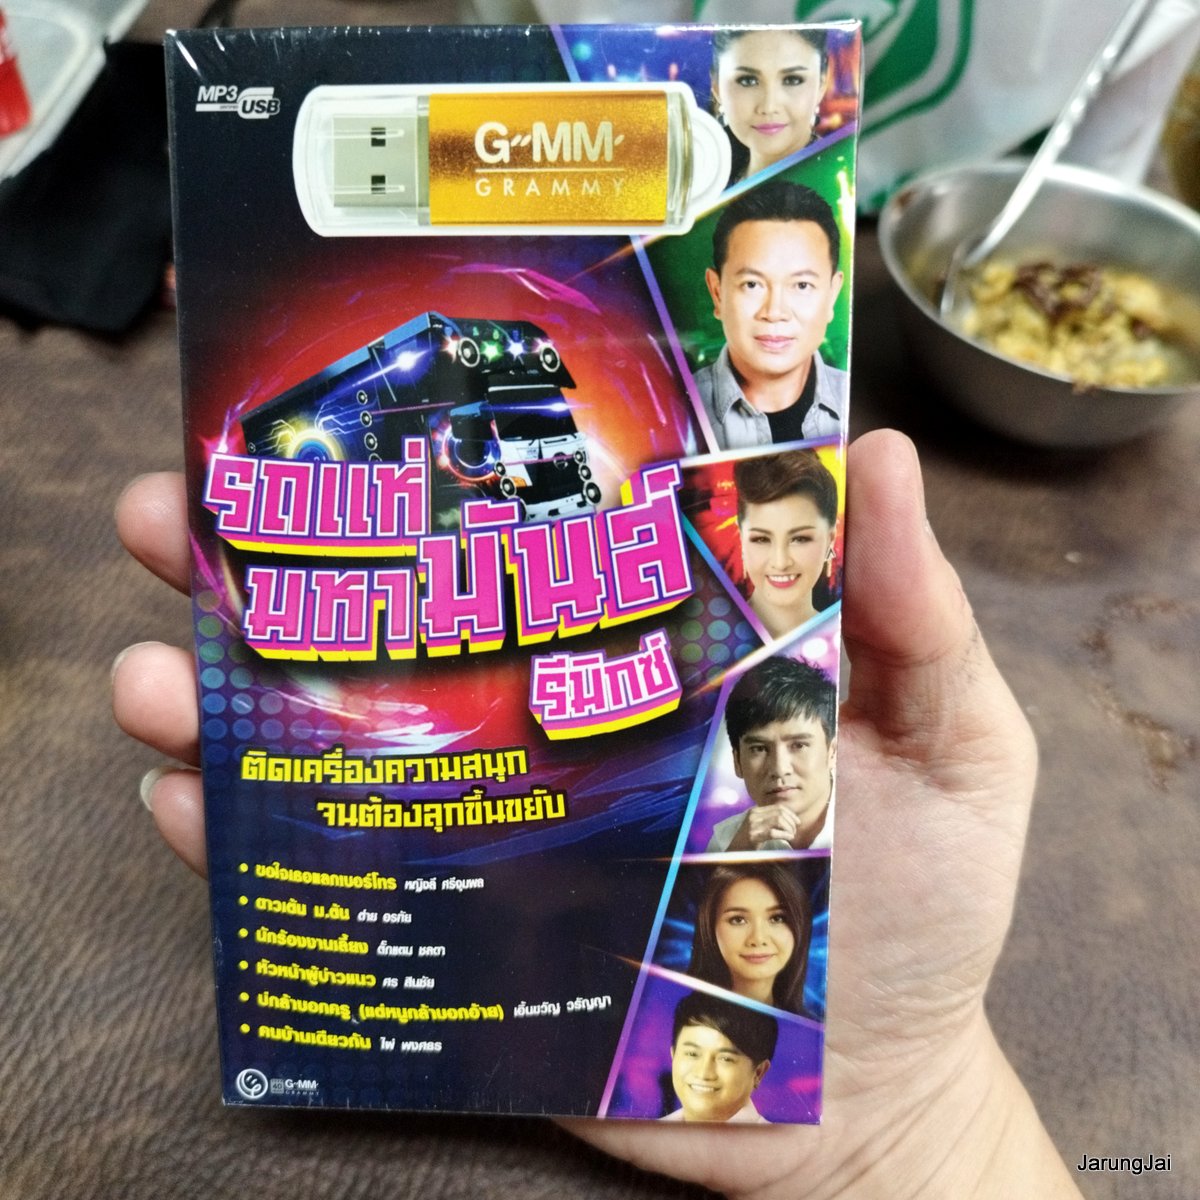 MP3
USB
G"MM'
GRAMMY
รถแห่
มหามันส์
รีมิกซ์
ติดเครื่องความสนุก
จนต้องลุกขึ้นขยับ
• ขอใจเธอแลกเบอร์โทร หญิงลี ศรีจุมพล
• ดาวเต้น ม.ต้น ต่าย อรทัย
• นักร้องงานเลี้ยง ตั๊กแตน ชลดา
• หัวหน้าผู้บ่าวแนว ศร สินชัย
• บ่กล้าบอกครู (แต่หนูกล้าบอกอ้าย) เอิ้นขวัญ วรัญญา
• คนบ้านเดียวกัน ไผ่ พงศธร
G"MM'
GRAMMY
JarungJai